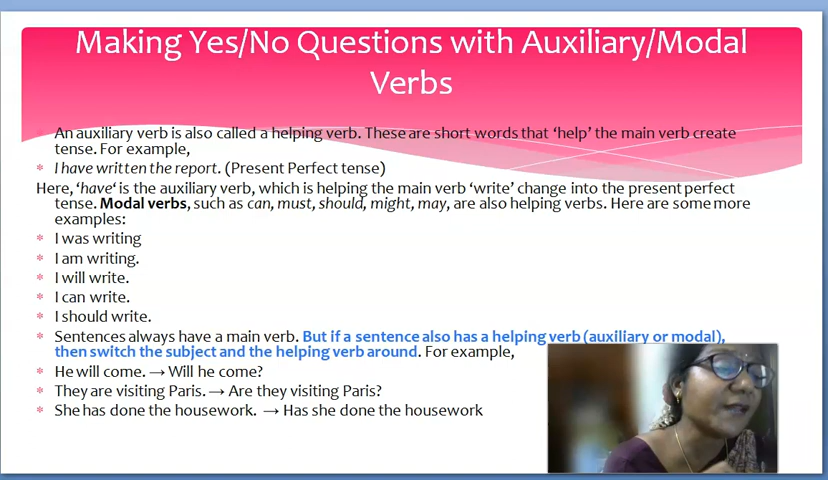 Making Yes/No Questions with Auxiliary/Modal
Verbs
An auxiliary verb is also called a helping verb. These are short words that ‘help’ the main verb create
tense. For example,
* I have written the report. (Present Perfect tense)
Here, ‘have‘ is the auxiliary verb, which is helping the main verb ‘write’ change into the present perfect
tense. Modal verbs, such as can, must, should, might, may, are also helping verbs. Here are some more
examples:
* I was writing
* I am writing.
* I will write.
* I can write.
* I should write.
* Sentences always have a main verb. But if a sentence also has a helping verb (auxiliary or modal),
then switch the subject and the helping verb around. For example,
* He will come. → Will he come?
* They are visiting Paris. → Are they visiting Paris?
* She has done the housework. → Has she done the housework